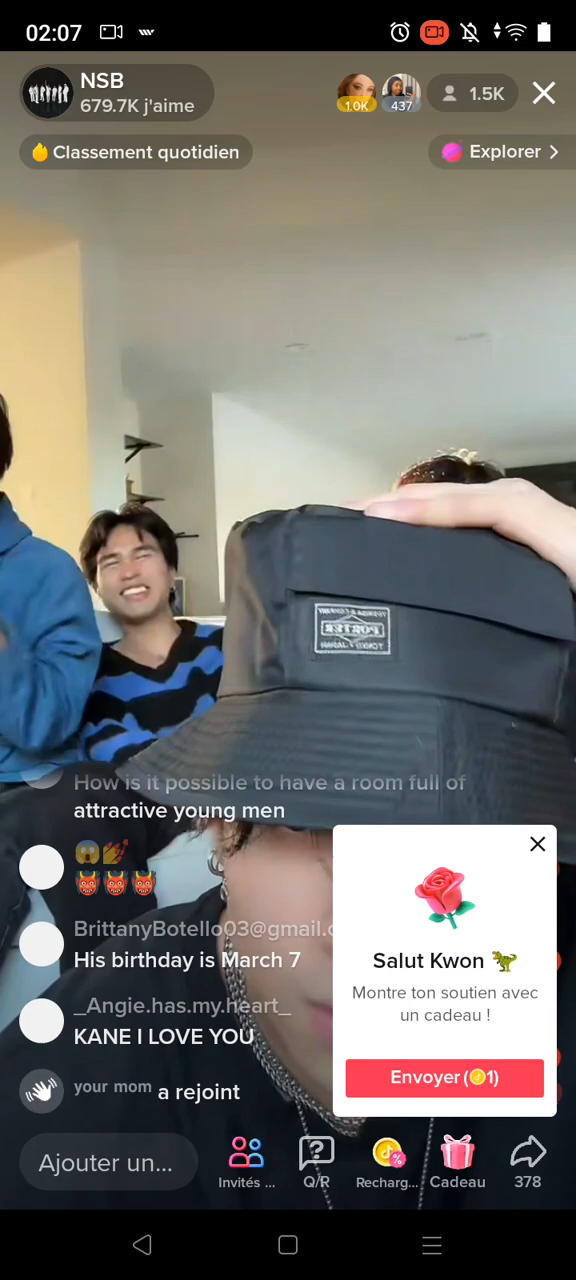 02:07
NSB
679.7K j'aime
1.0K
437
1.5K
Classement quotidien
Explorer
PORTER
How is it possible to have a room full of
attractive young men
😱💅
👹👹👹
BrittanyBotello03@gmail.c
His birthday is March 7
_Angie.has.my.heart_
KANE I LOVE YOU
your mom a rejoint
Salut Kwon 🦖
Montre ton soutien avec
un cadeau !
Envoyer (1)
Ajouter un...
Invités ...
Q/R
Recharg...
Cadeau
378